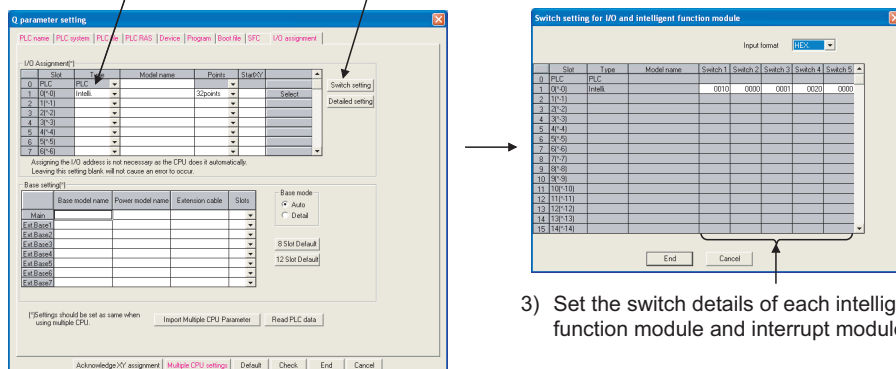 Q parameter setting
PLC name PLC system PLC file PLC RAS Device Program Boot file SFC I/O assignment
I/O Assignment(*)
Slot Type Model name Points StartXY
0 PLC PLC
1 0(*-0) Intelli. 32points Select
2 1(*-1)
3 2(*-2)
4 3(*-3)
5 4(*-4)
6 5(*-5)
7 6(*-6)
Switch setting
Detailed setting
Assigning the I/O address is not necessary as the CPU does it automatically.
Leaving this setting blank will not cause an error to occur.
Base setting(*)
Base model name Power model name Extension cable Slots
Main
Ext.Base1
Ext.Base2
Ext.Base3
Ext.Base4
Ext.Base5
Ext.Base6
Ext.Base7
Base mode
Auto
Detail
8 Slot Default
12 Slot Default
(*)Settings should be set as same when
using multiple CPU.
Import Multiple CPU Parameter Read PLC data
Acknowledge XY assignment Multiple CPU settings Default Check End Cancel
Switch setting for I/O and intelligent function module
Input format HEX.
Slot Type Model name Switch 1 Switch 2 Switch 3 Switch 4 Switch 5
0 PLC PLC
1 0(*-0) Intelli. 0010 0000 0001 0020 0000
2 1(*-1)
3 2(*-2)
4 3(*-3)
5 4(*-4)
6 5(*-5)
7 6(*-6)
8 7(*-7)
9 8(*-8)
10 9(*-9)
11 10(*-10)
12 11(*-11)
13 12(*-12)
14 13(*-13)
15 14(*-14)
End Cancel
3) Set the switch details of each intellig
function module and interrupt module